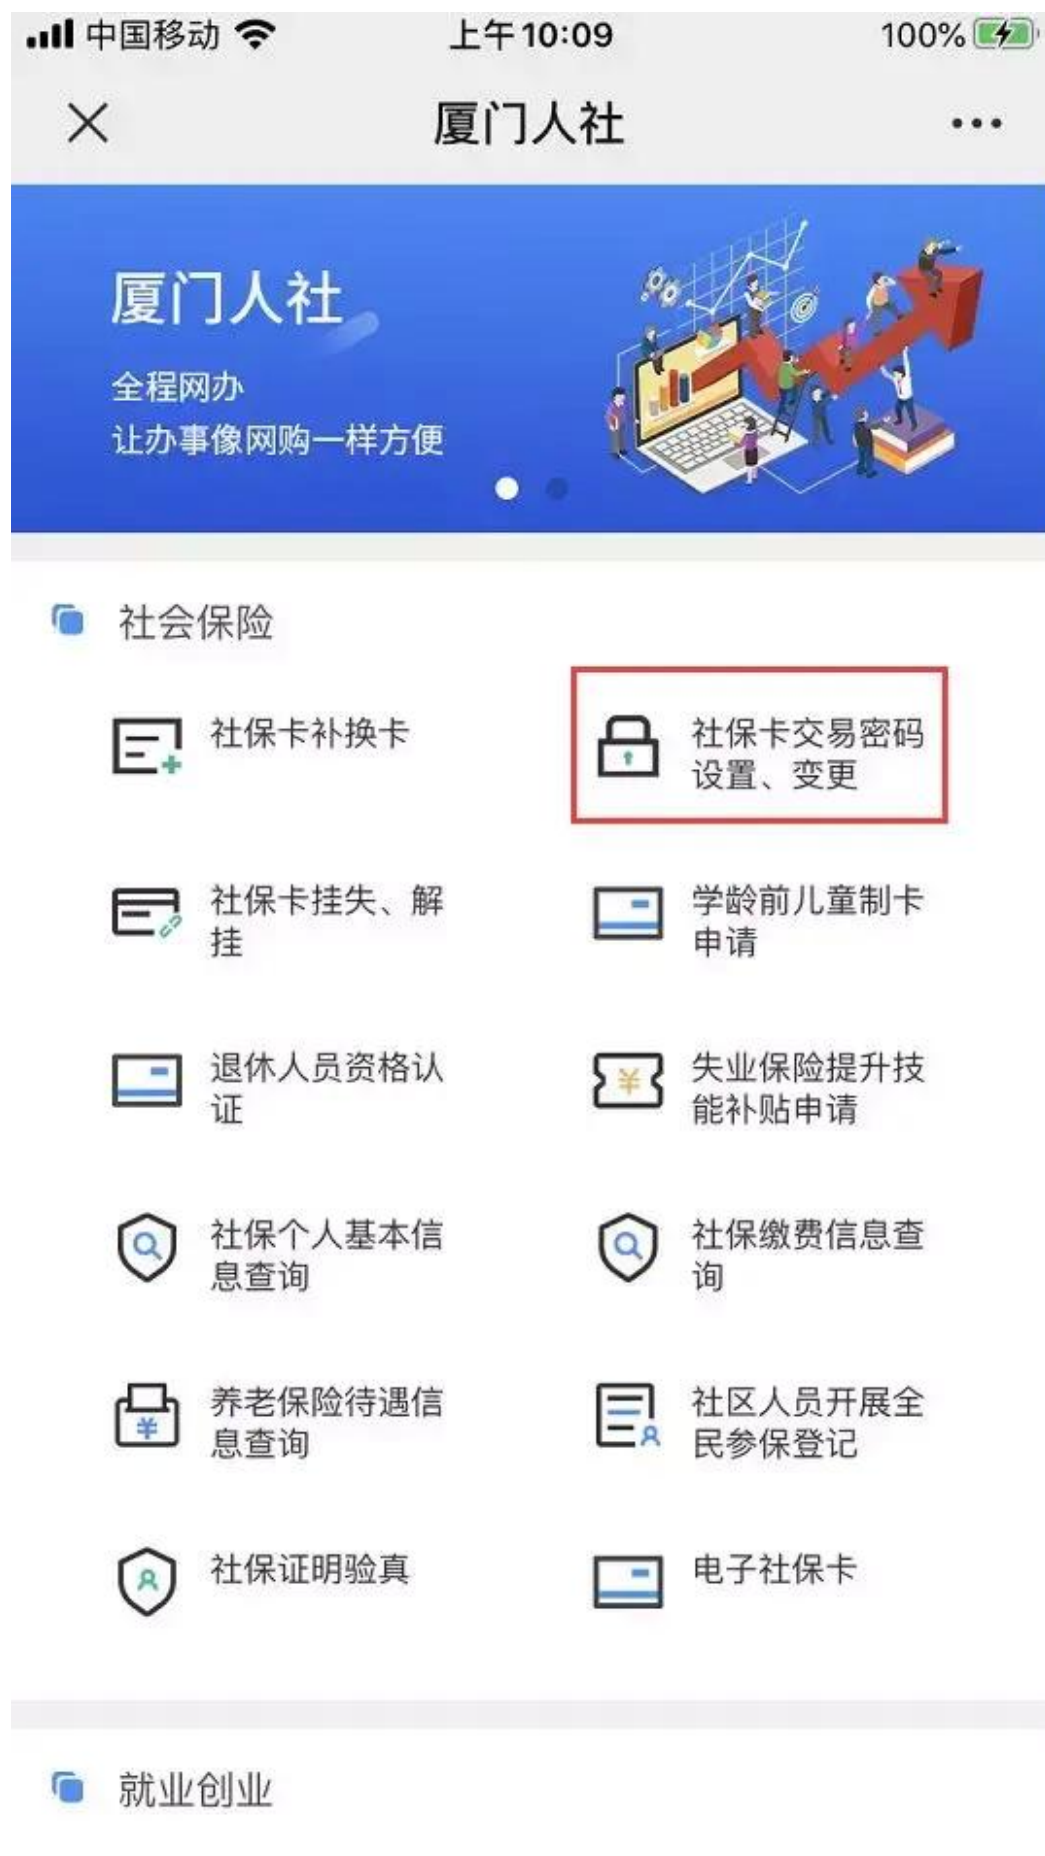 中国移动
上午10:09
100%
厦门人社
厦门人社
全程网办
让办事像网购一样方便
社会保险
社保卡补换卡
社保卡交易密码
设置、变更
社保卡挂失、解
挂
学龄前儿童制卡
申请
退休人员资格认
证
失业保险提升技
能补贴申请
社保个人基本信
息查询
社保缴费信息查
询
养老保险待遇信
息查询
社区人员开展全
民参保登记
社保证明验真
电子社保卡
就业创业